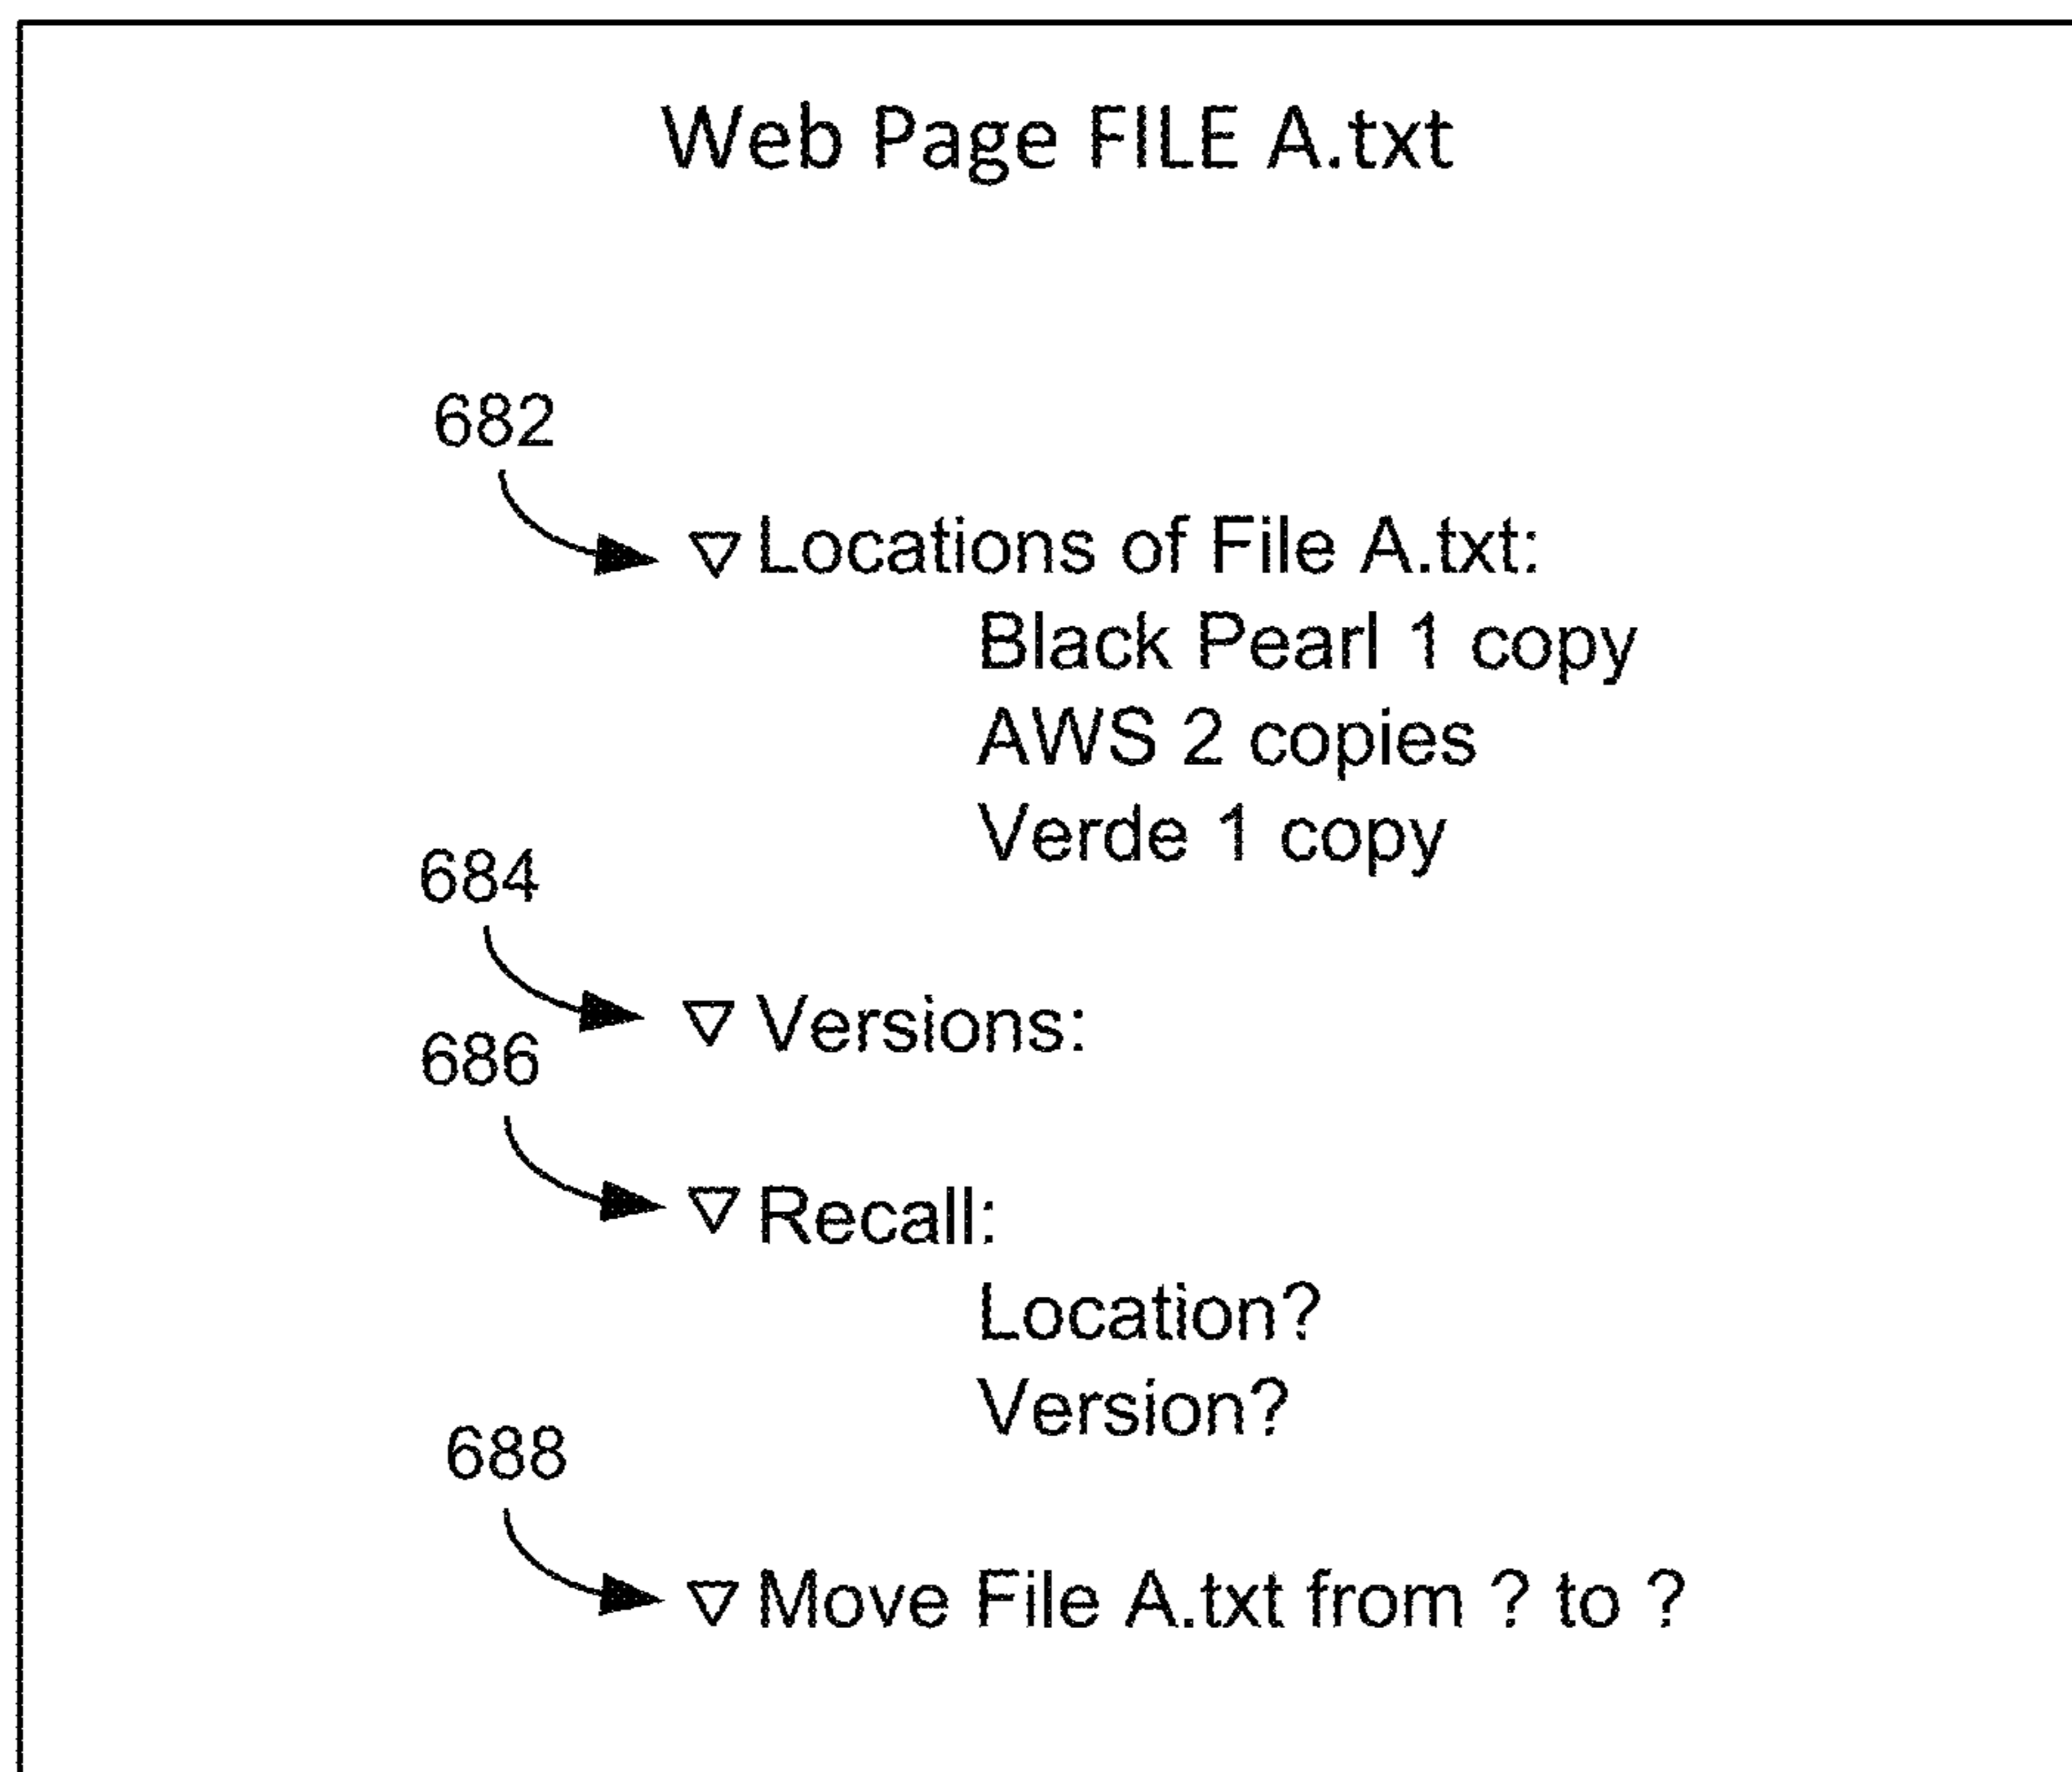 Web Page FILE A.txt
682
▽ Locations of File A.txt:
Black Pearl 1 copy
AWS 2 copies
Verde 1 copy
684
▽ Versions:
686
▽ Recall:
Location?
Version?
688
▽ Move File A.txt from ? to ?